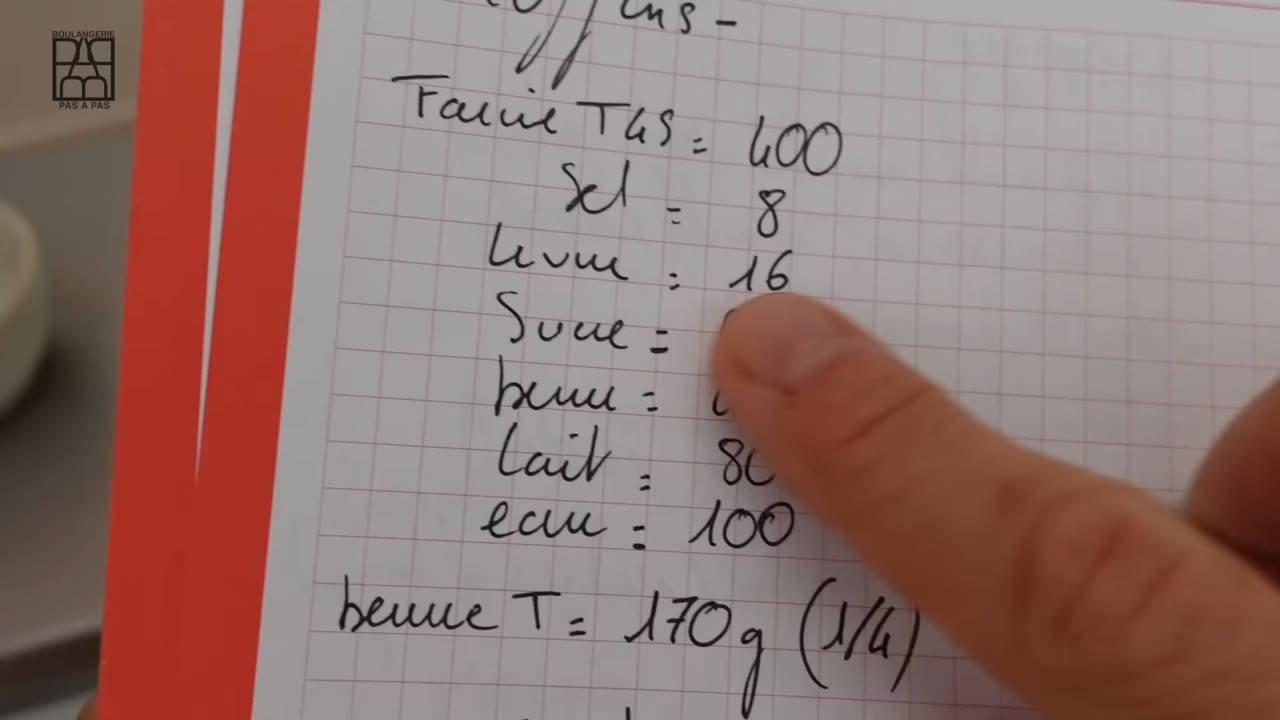 BOULANGERIE
PAS A PAS
Farine T45 = 400
Sel = 8
levure = 16
Sucre =
beurre =
lait = 80
eau = 100
beurre T = 170g (1/4)